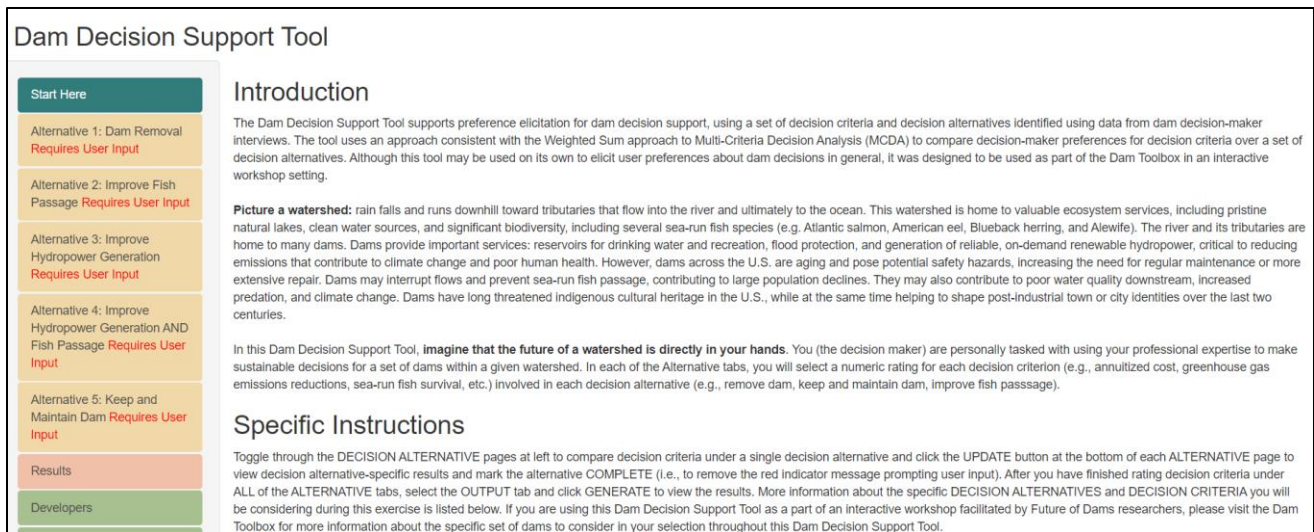 Dam Decision Support Tool
Start Here
Alternative 1: Dam Removal
Requires User Input
Alternative 2: Improve Fish
Passage Requires User Input
Alternative 3: Improve
Hydropower Generation
Requires User Input
Alternative 4: Improve
Hydropower Generation AND
Fish Passage Requires User
Input
Alternative 5: Keep and
Maintain Dam Requires User
Input
Results
Developers
Introduction
The Dam Decision Support Tool supports preference elicitation for dam decision support, using a set of decision criteria and decision alternatives identified using data from dam decision-maker
interviews. The tool uses an approach consistent with the Weighted Sum approach to Multi-Criteria Decision Analysis (MCDA) to compare decision-maker preferences for decision criteria over a set of
decision alternatives. Although this tool may be used on its own to elicit user preferences about dam decisions in general, it was designed to be used as part of the Dam Toolbox in an interactive
workshop setting.
Picture a watershed: rain falls and runs downhill toward tributaries that flow into the river and ultimately to the ocean. This watershed is home to valuable ecosystem services, including pristine
natural lakes, clean water sources, and significant biodiversity, including several sea-run fish species (e.g. Atlantic salmon, American eel, Blueback herring, and Alewife). The river and its tributaries are
home to many dams. Dams provide important services: reservoirs for drinking water and recreation, flood protection, and generation of reliable, on-demand renewable hydropower, critical to reducing
emissions that contribute to climate change and poor human health. However, dams across the U.S. are aging and pose potential safety hazards, increasing the need for regular maintenance or more
extensive repair. Dams may interrupt flows and prevent sea-run fish passage, contributing to large population declines. They may also contribute to poor water quality downstream, increased
predation, and climate change. Dams have long threatened indigenous cultural heritage in the U.S., while at the same time helping to shape post-industrial town or city identities over the last two
centuries.
In this Dam Decision Support Tool, imagine that the future of a watershed is directly in your hands. You (the decision maker) are personally tasked with using your professional expertise to make
sustainable decisions for a set of dams within a given watershed. In each of the Alternative tabs, you will select a numeric rating for each decision criterion (e.g., annuitized cost, greenhouse gas
emissions reductions, sea-run fish survival, etc.) involved in each decision alternative (e.g., remove dam, keep and maintain dam, improve fish passsage).
Specific Instructions
Toggle through the DECISION ALTERNATIVE pages at left to compare decision criteria under a single decision alternative and click the UPDATE button at the bottom of each ALTERNATIVE page to
view decision alternative-specific results and mark the alternative COMPLETE (i.e., to remove the red indicator message prompting user input). After you have finished rating decision criteria under
ALL of the ALTERNATIVE tabs, select the OUTPUT tab and click GENERATE to view the results. More information about the specific DECISION ALTERNATIVES and DECISION CRITERIA you will
be considering during this exercise is listed below. If you are using this Dam Decision Support Tool as a part of an interactive workshop facilitated by Future of Dams researchers, please visit the Dam
Toolbox for more information about the specific set of dams to consider in your selection throughout this Dam Decision Support Tool.